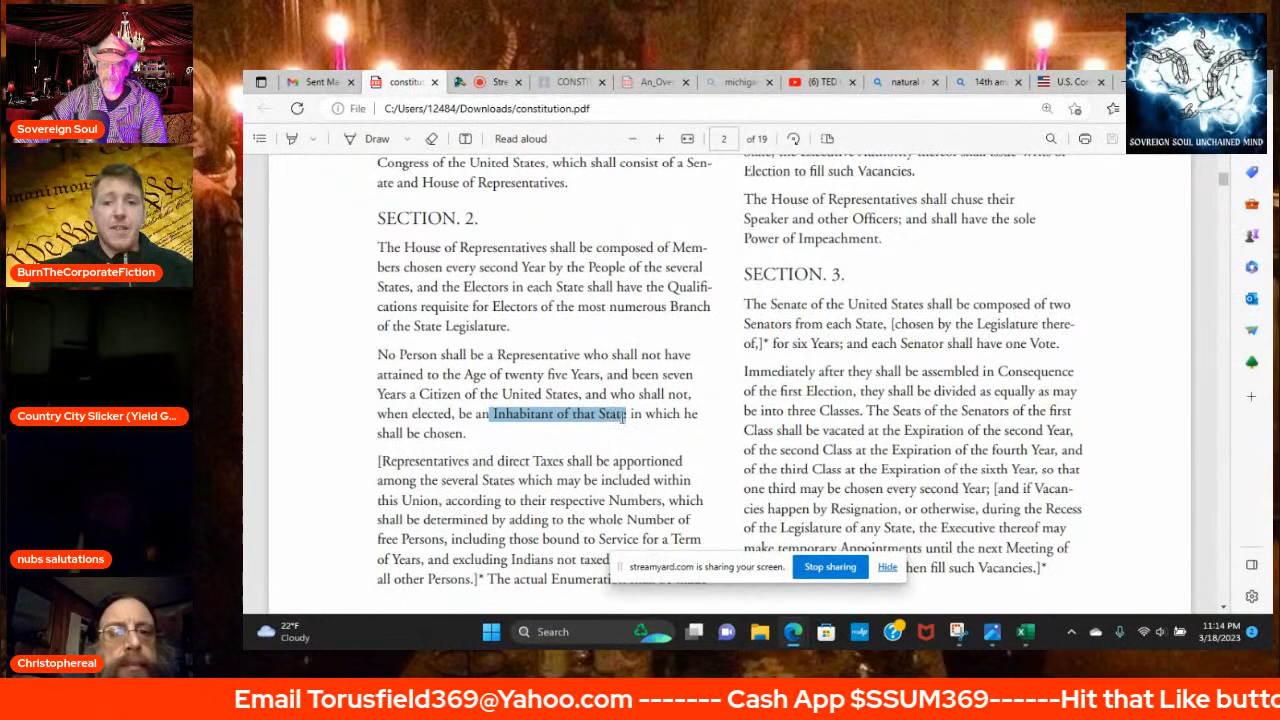 Sovereign Soul
BurnTheCorporateFiction
Country City Slicker (Yield G...
nubs salutations
Christophereal
SOVREIGN SOUL UNCHAINED MIND
Sent Ma
constitu
Stre
CONSTI
An_Over
michiga
(6) TED
natural
14th am
U.S. Con
File
C:/Users/12484/Downloads/constitution.pdf
Draw
Read aloud
2
of 19
Congress of the United States, which shall consist of a Sen-
ate and House of Representatives.
SECTION. 2.
The House of Representatives shall be composed of Mem-
bers chosen every second Year by the People of the several
States, and the Electors in each State shall have the Qualifi-
cations requisite for Electors of the most numerous Branch
of the State Legislature.
No Person shall be a Representative who shall not have
attained to the Age of twenty five Years, and been seven
Years a Citizen of the United States, and who shall not,
when elected, be an Inhabitant of that State in which he
shall be chosen.
[Representatives and direct Taxes shall be apportioned
among the several States which may be included within
this Union, according to their respective Numbers, which
shall be determined by adding to the whole Number of
free Persons, including those bound to Service for a Term
of Years, and excluding Indians not taxed
all other Persons.]* The actual Enumerati
Election to fill such Vacancies.
The House of Representatives shall chuse their
Speaker and other Officers; and shall have the sole
Power of Impeachment.
SECTION. 3.
The Senate of the United States shall be composed of two
Senators from each State, [chosen by the Legislature there-
of,]* for six Years; and each Senator shall have one Vote.
Immediately after they shall be assembled in Consequence
of the first Election, they shall be divided as equally as may
be into three Classes. The Seats of the Senators of the first
Class shall be vacated at the Expiration of the second Year,
of the second Class at the Expiration of the fourth Year, and
of the third Class at the Expiration of the sixth Year, so that
one third may be chosen every second Year; [and if Vacan-
cies happen by Resignation, or otherwise, during the Recess
of the Legislature of any State, the Executive thereof may
make temporary Appointments until the next Meeting of
hen fill such Vacancies.]*
streamyard.com is sharing your screen.
Stop sharing
Hide
22°F
Cloudy
Search
11:14 PM
3/18/2023
Email Torusfield369@Yahoo.com ------- Cash App $SSUM369------Hit that Like butto